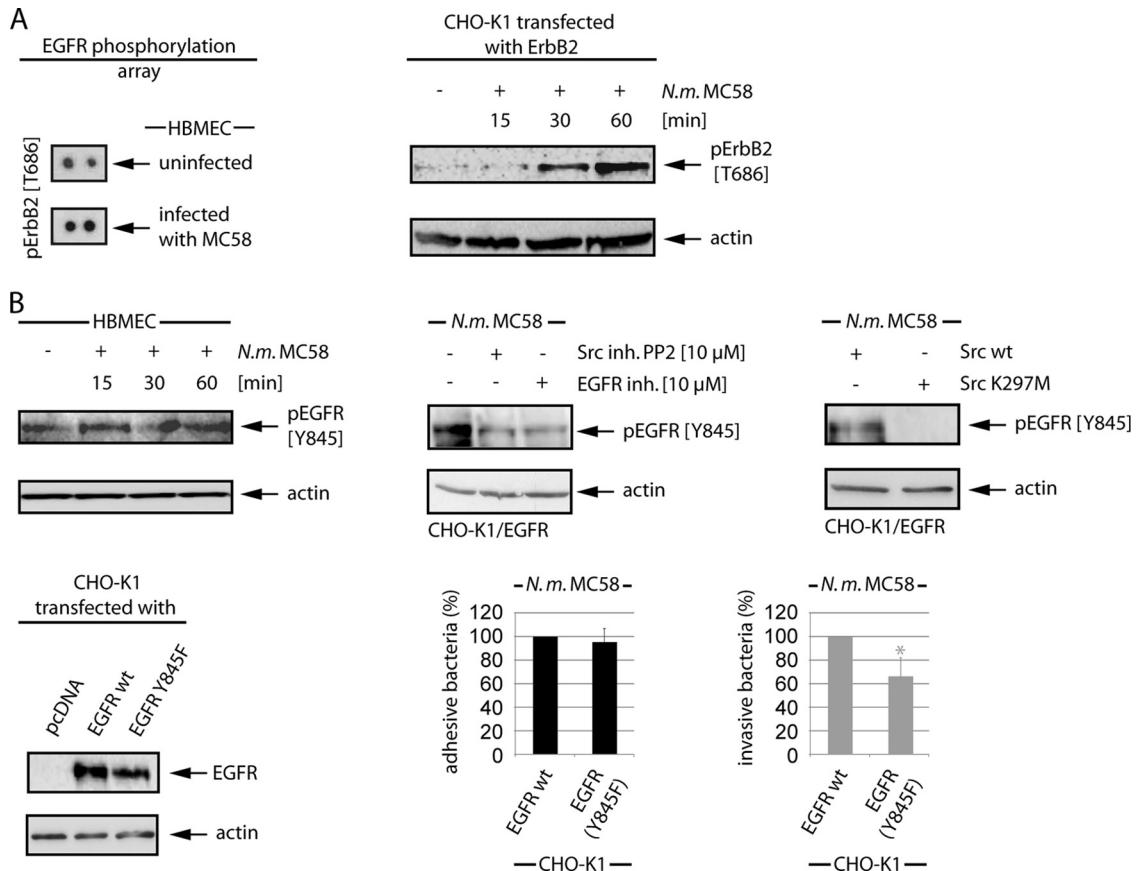 A
EGFR phosphorylation
array
HBMEC
pErbB2 [T686]
uninfected
infected
with MC58
CHO-K1 transfected
with ErbB2
- + + + N.m. MC58
15 30 60 [min]
pErbB2
[T686]
actin
B
HBMEC
- + + + N.m. MC58
15 30 60 [min]
pEGFR
[Y845]
actin
N.m. MC58
- + - Src inh. PP2 [10 µM]
- - + EGFR inh. [10 µM]
pEGFR [Y845]
actin
CHO-K1/EGFR
N.m. MC58
+ - Src wt
- + Src K297M
pEGFR [Y845]
actin
CHO-K1/EGFR
CHO-K1
transfected with
pcDNA
EGFR wt
EGFR Y845F
EGFR
actin
N.m. MC58
adhesive bacteria (%)
120
100
80
60
40
20
0
EGFR wt
EGFR
(Y845F)
CHO-K1
N.m. MC58
invasive bacteria (%)
120
100
80
60
40
20
0
*
EGFR wt
EGFR
(Y845F)
CHO-K1